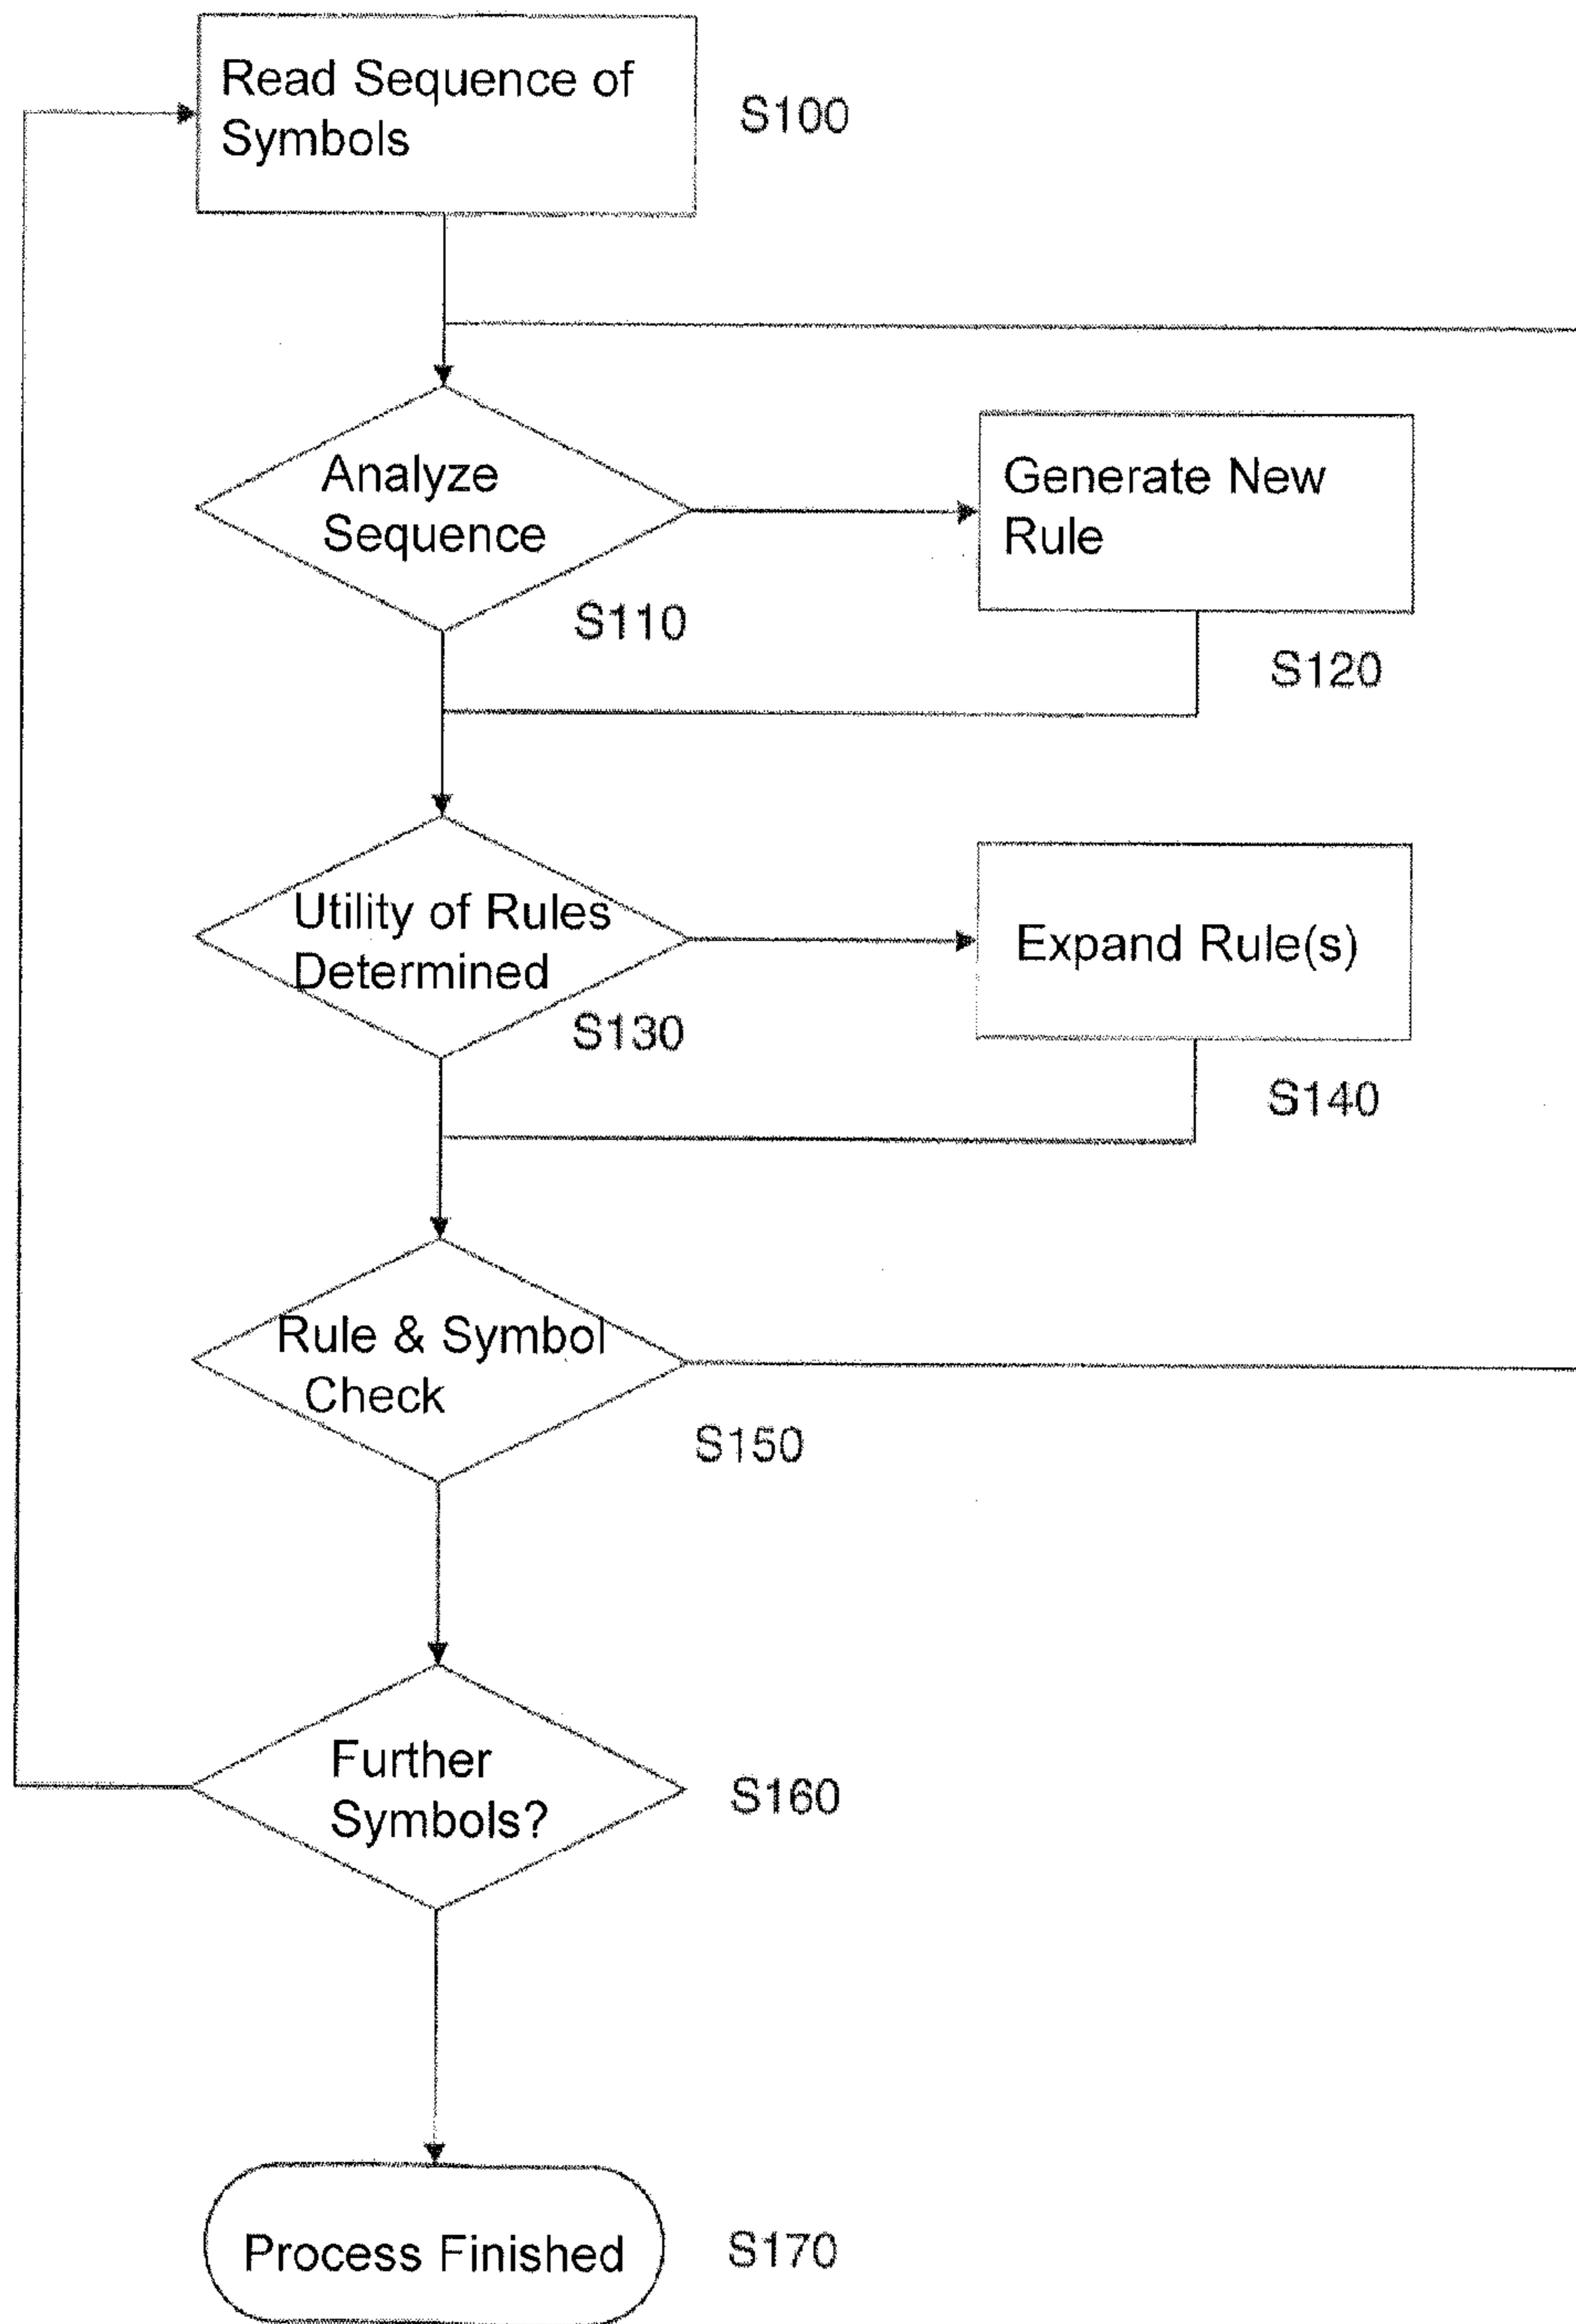 Read Sequence of
Symbols
S100
Analyze
Sequence
S110
Generate New
Rule
S120
Utility of Rules
Determined
S130
Expand Rule(s)
S140
Rule & Symbol
Check
S150
Further
Symbols?
S160
Process Finished
S170